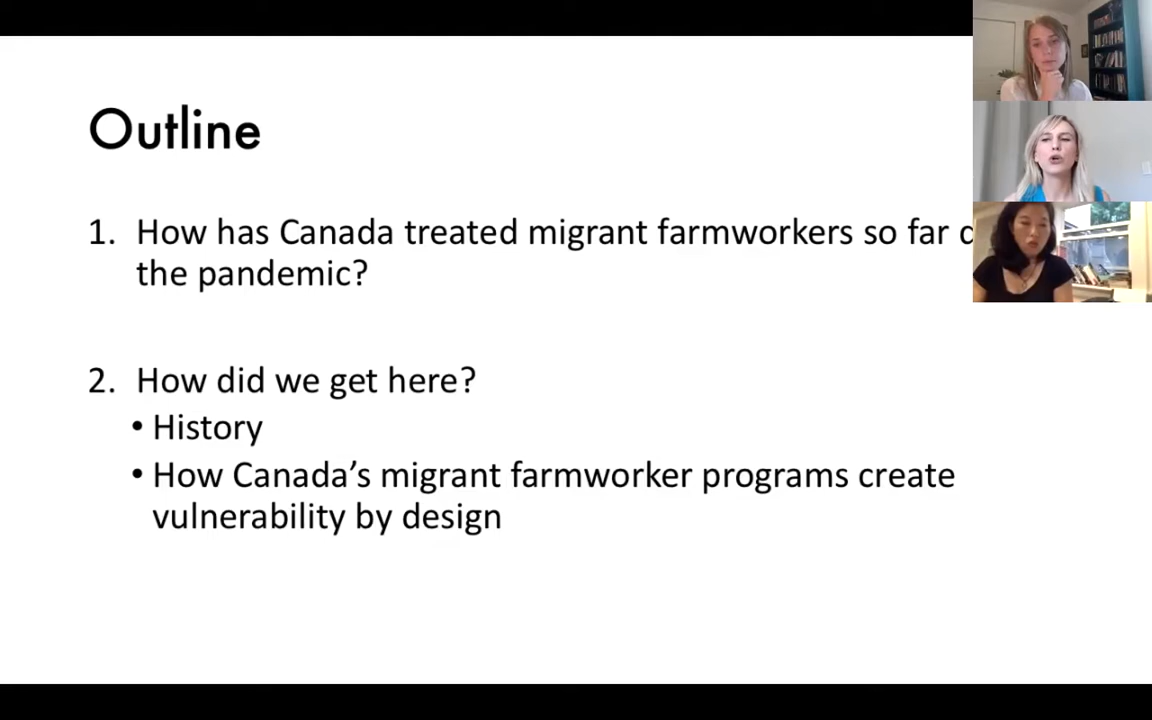 Outline
1. How has Canada treated migrant farmworkers so far
the pandemic?
2. How did we get here?
• History
• How Canada’s migrant farmworker programs create
vulnerability by design